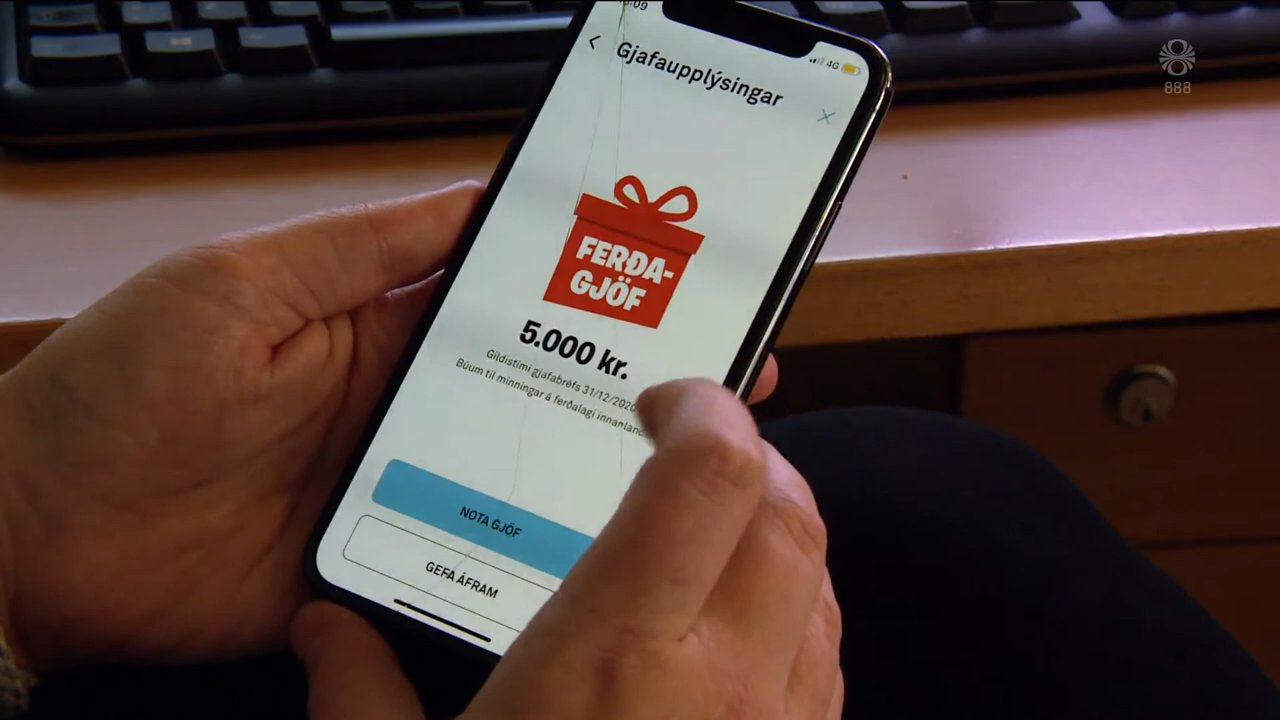 Gjafaupplýsingar
4G
888
FERÐA-
GJÖF
5.000 kr.
Gildistími gjafabréfs 31/12/2020
Búum til minningar á ferðalagi
NOTA GJÖF
GEFA ÁFRAM